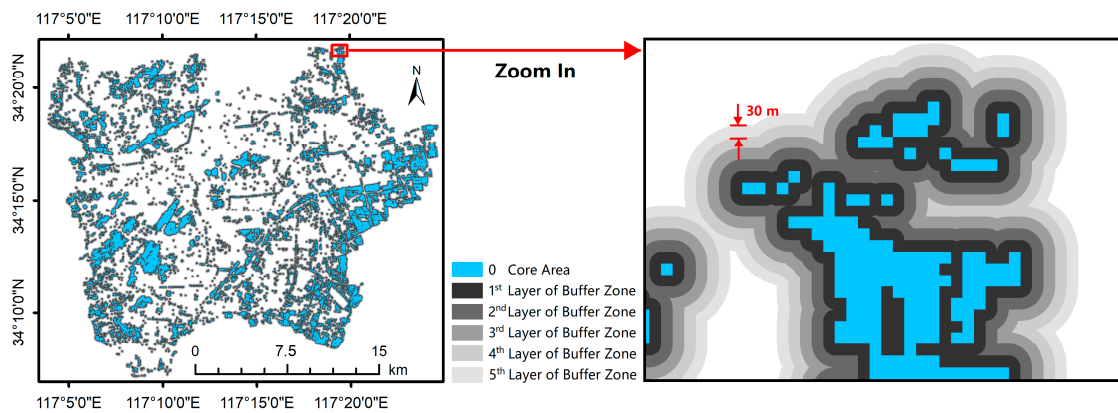 117°5'0"E 117°10'0"E 117°15'0"E 117°20'0"E
34°20'0"N
34°15'0"N
34°10'0"N
N
0 7.5 15
km
117°5'0"E 117°10'0"E 117°15'0"E 117°20'0"E
Zoom In
0 Core Area
1st Layer of Buffer Zone
2nd Layer of Buffer Zone
3rd Layer of Buffer Zone
4th Layer of Buffer Zone
5th Layer of Buffer Zone
30 m